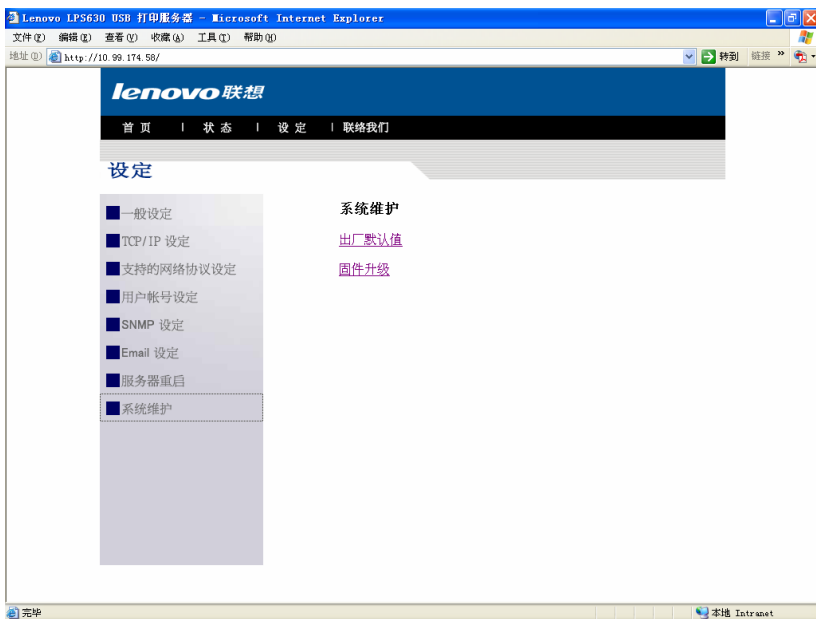 Lenovo LPS630 USB 打印服务器 - Microsoft Internet Explorer
文件(F) 编辑(E) 查看(V) 收藏(A) 工具(T) 帮助(H)
地址(D) http://10.99.174.58/ 转到 链接 »
lenovo联想
首 页 | 状 态 | 设 定 | 联络我们
设定
一般设定
TCP/IP 设定
支持的网络协议设定
用户帐号设定
SNMP 设定
Email 设定
服务器重启
系统维护
系统维护
出厂默认值
固件升级
完毕 本地 Intranet